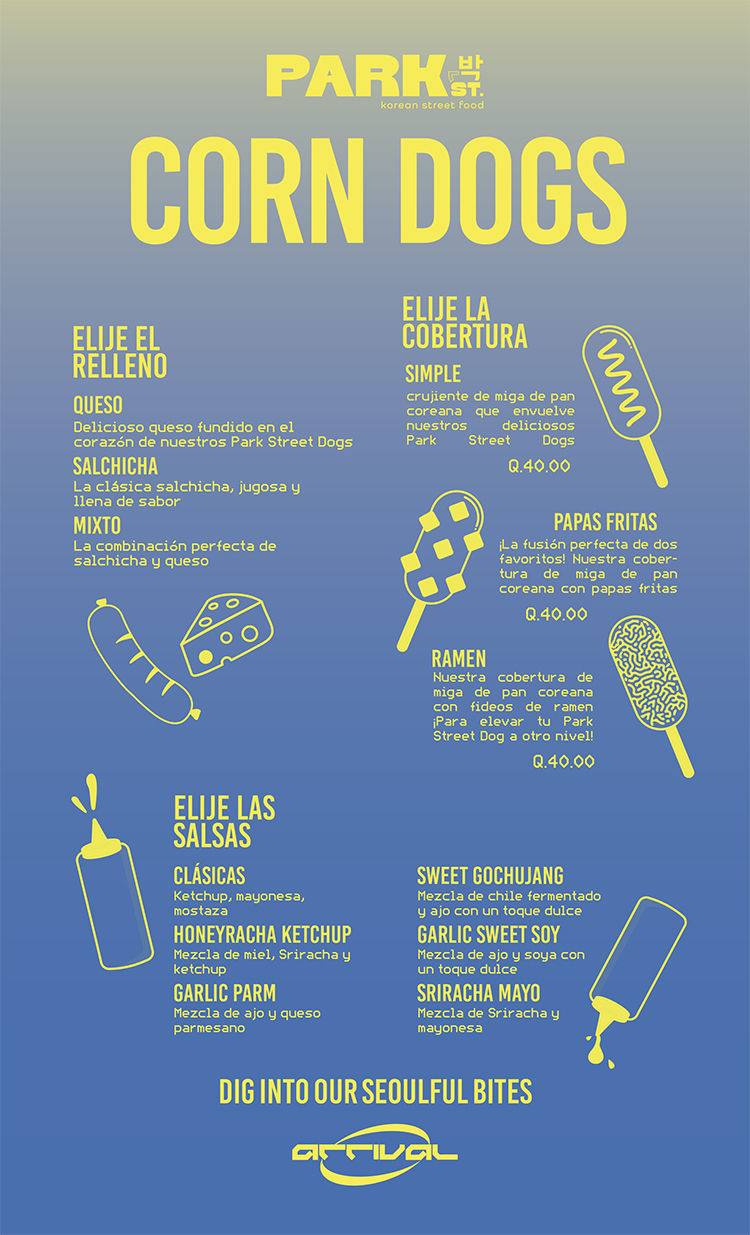 PARK 박 ST.
korean street food
CORN DOGS
ELIJE EL
RELLENO
QUESO
Delicioso queso fundido en el
corazón de nuestros Park Street Dogs
SALCHICHA
La clásica salchicha, jugosa y
llena de sabor
MIXTO
La combinación perfecta de
salchicha y queso
ELIJE LA
COBERTURA
SIMPLE
crujiente de miga de pan
coreana que envuelve
nuestros deliciosos
Park Street Dogs
Q.40.00
PAPAS FRITAS
¡La fusión perfecta de dos
favoritos! Nuestra cober-
tura de miga de pan
coreana con papas fritas
Q.40.00
RAMEN
Nuestra cobertura de
miga de pan coreana
con fideos de ramen
¡Para elevar tu Park
Street Dog a otro nivel!
Q.40.00
ELIJE LAS
SALSAS
CLÁSICAS
Ketchup, mayonesa,
mostaza
HONEYRACHA KETCHUP
Mezcla de miel, Sriracha y
ketchup
GARLIC PARM
Mezcla de ajo y queso
parmesano
SWEET GOCHUJANG
Mezcla de chile fermentado
y ajo con un toque dulce
GARLIC SWEET SOY
Mezcla de ajo y soya con
un toque dulce
SRIRACHA MAYO
Mezcla de Sriracha y
mayonesa
DIG INTO OUR SEOULFUL BITES
arrival